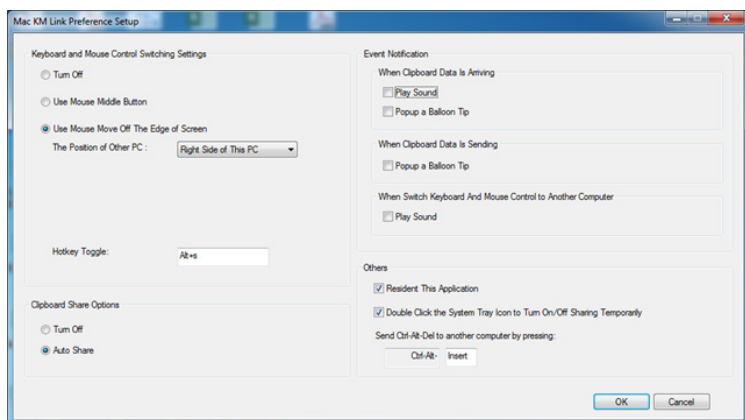 Mac KM Link Preference Setup
Keyboard and Mouse Control Switching Settings
Turn Off
Use Mouse Middle Button
Use Mouse Move Off The Edge of Screen
The Position of Other PC :
Right Side of This PC
Hotkey Toggle:
Alt+s
Clipboard Share Options
Turn Off
Auto Share
Event Notification
When Clipboard Data Is Arriving
Play Sound
Popup a Balloon Tip
When Clipboard Data Is Sending
Popup a Balloon Tip
When Switch Keyboard And Mouse Control to Another Computer
Play Sound
Others
Resident This Application
Double Click the System Tray Icon to Turn On/Off Sharing Temporarily
Send Ctrl-Alt-Del to another computer by pressing:
Ctrl-Alt- Insert
OK Cancel